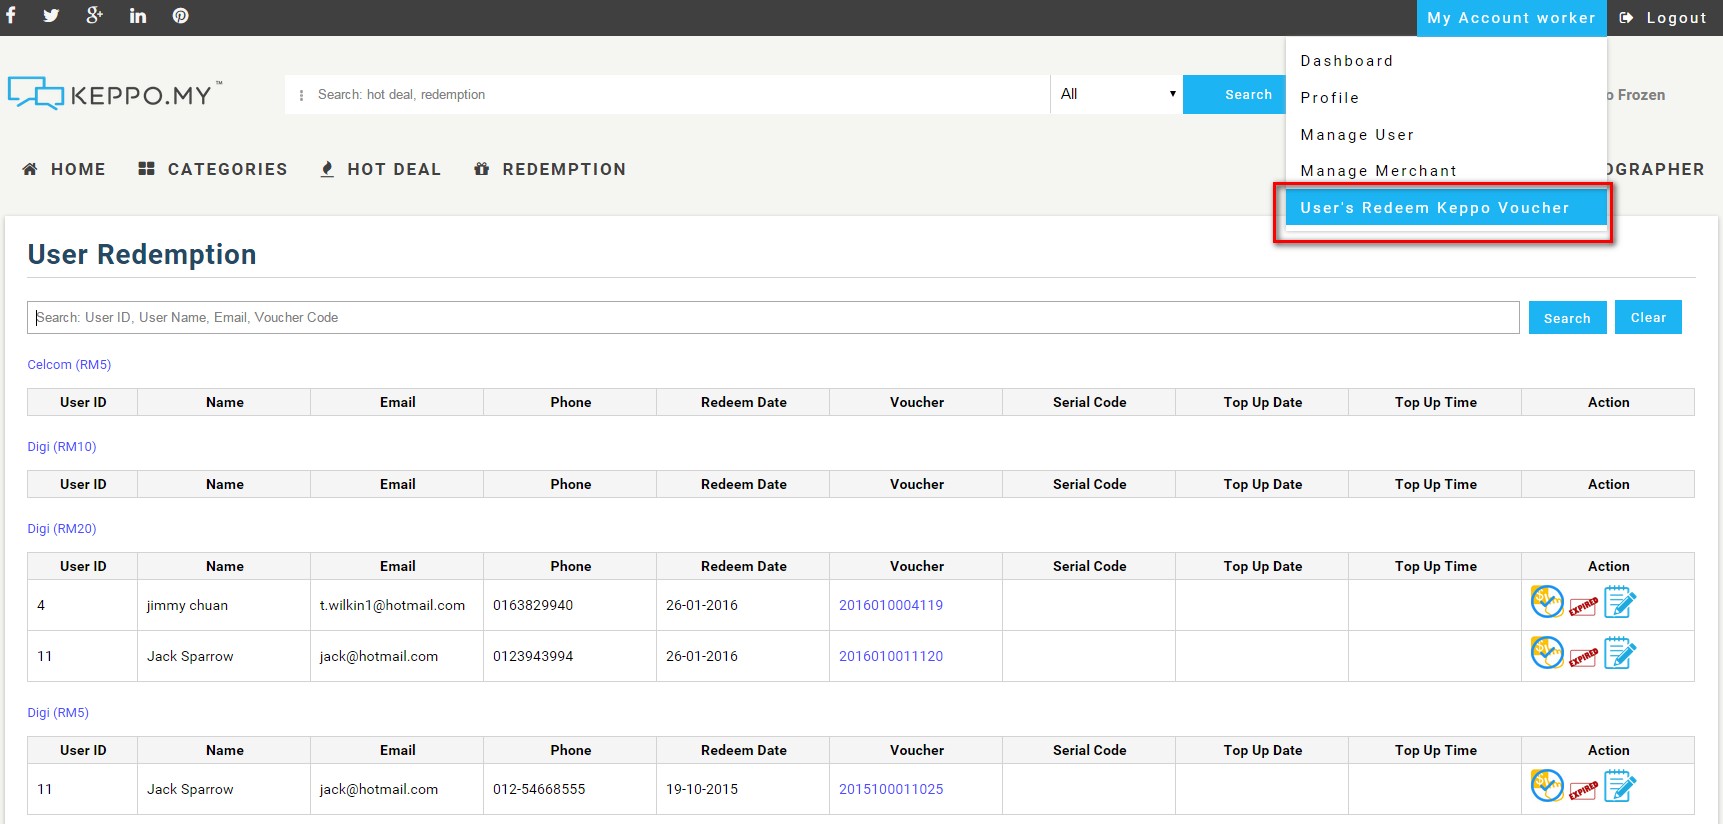 My Account worker Logout
Dashboard
Profile
Manage User
Manage Merchant
User's Redeem Keppo Voucher
KEPPO.MY™
Search: hot deal, redemption All Search
o Frozen
HOME CATEGORIES HOT DEAL REDEMPTION
OGRAPHER
User Redemption
Search: User ID, User Name, Email, Voucher Code Search Clear
Celcom (RM5)
User ID Name Email Phone Redeem Date Voucher Serial Code Top Up Date Top Up Time Action
Digi (RM10)
User ID Name Email Phone Redeem Date Voucher Serial Code Top Up Date Top Up Time Action
Digi (RM20)
User ID Name Email Phone Redeem Date Voucher Serial Code Top Up Date Top Up Time Action
4 jimmy chuan t.wilkin1@hotmail.com 0163829940 26-01-2016 2016010004119 EXPIRED
11 Jack Sparrow jack@hotmail.com 0123943994 26-01-2016 2016010011120 EXPIRED
Digi (RM5)
User ID Name Email Phone Redeem Date Voucher Serial Code Top Up Date Top Up Time Action
11 Jack Sparrow jack@hotmail.com 012-54668555 19-10-2015 2015100011025 EXPIRED